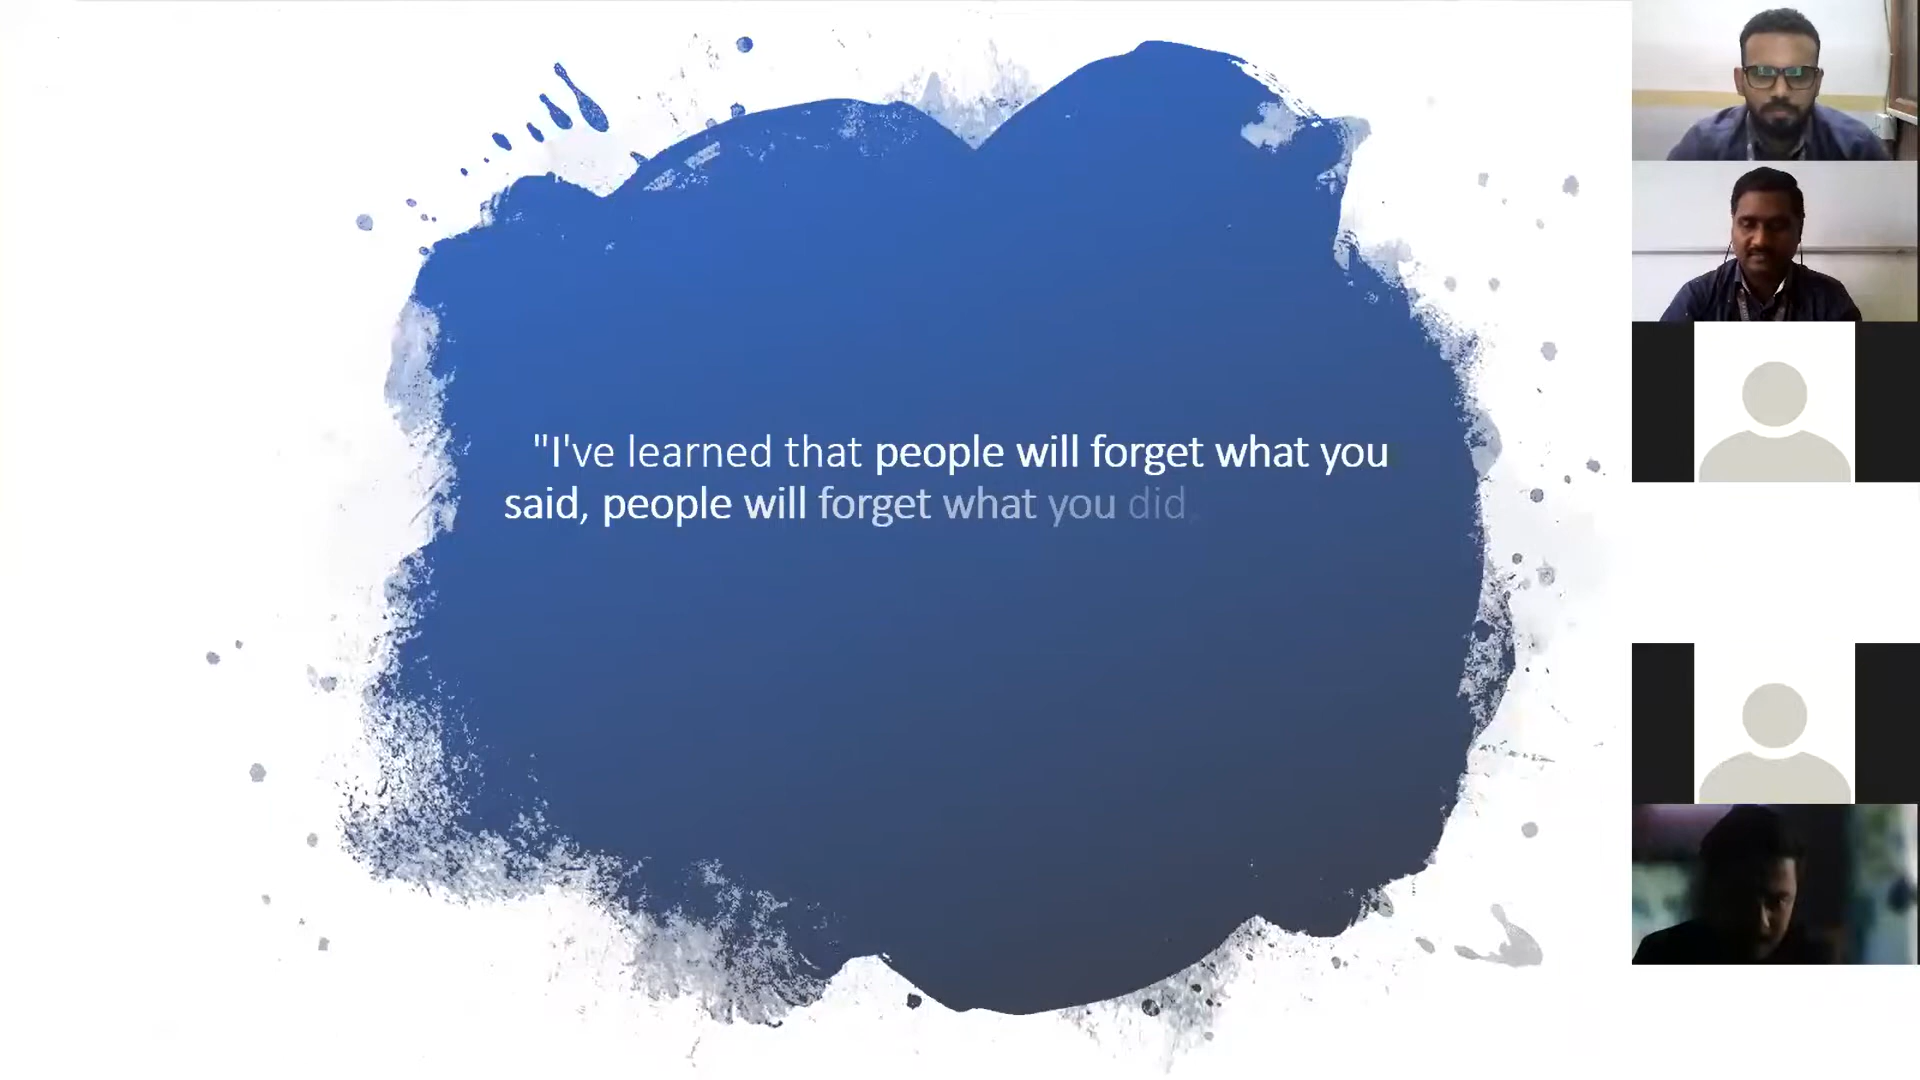 "I've learned that people will forget what you
said, people will forget what you did,